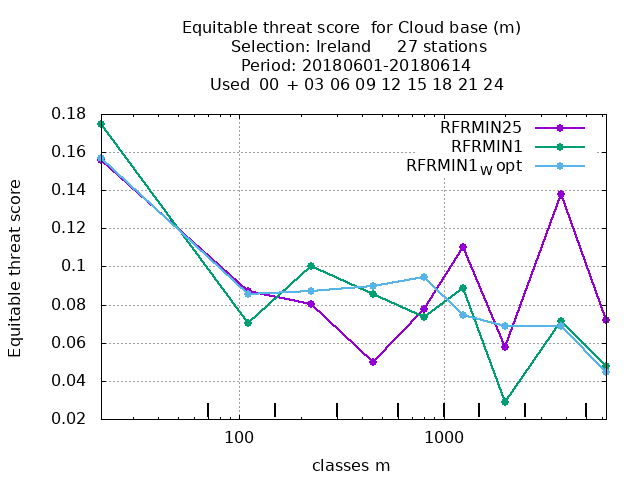 Equitable threat score  for Cloud base (m)
Selection: Ireland     27 stations
Period: 20180601-20180614
Used  00 + 03 06 09 12 15 18 21 24
RFRMIN25
RFRMIN1
RFRMIN1_W opt
0.18
0.16
0.14
0.12
0.1
0.08
0.06
0.04
0.02
Equitable threat score
100
1000
classes m